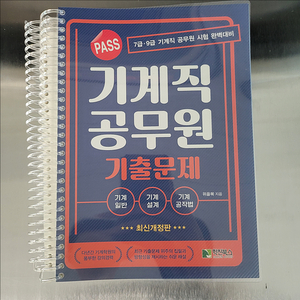 PASS
7급·9급 기계직 공무원 시험 완벽대비
기계직
공무원
기출문제
기계 일반
기계 설계
기계 공작법
최신개정판